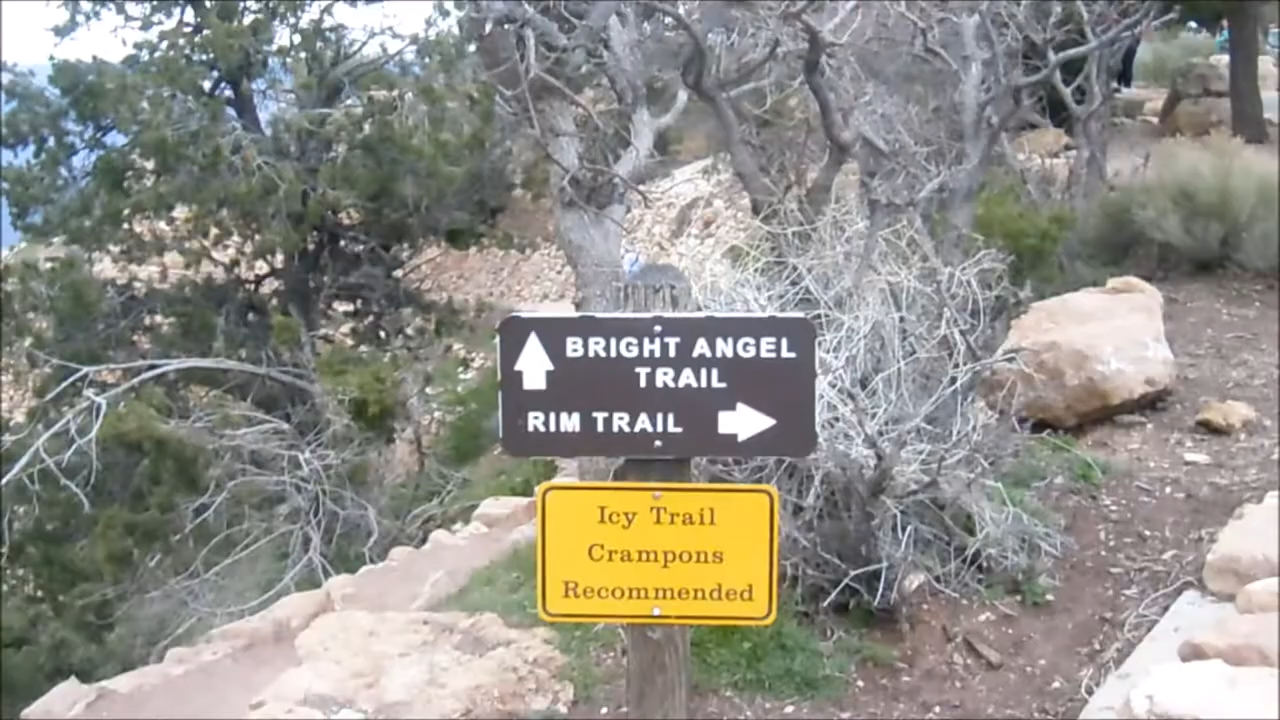 BRIGHT ANGEL
TRAIL
RIM TRAIL
Icy Trail
Crampons
Recommended